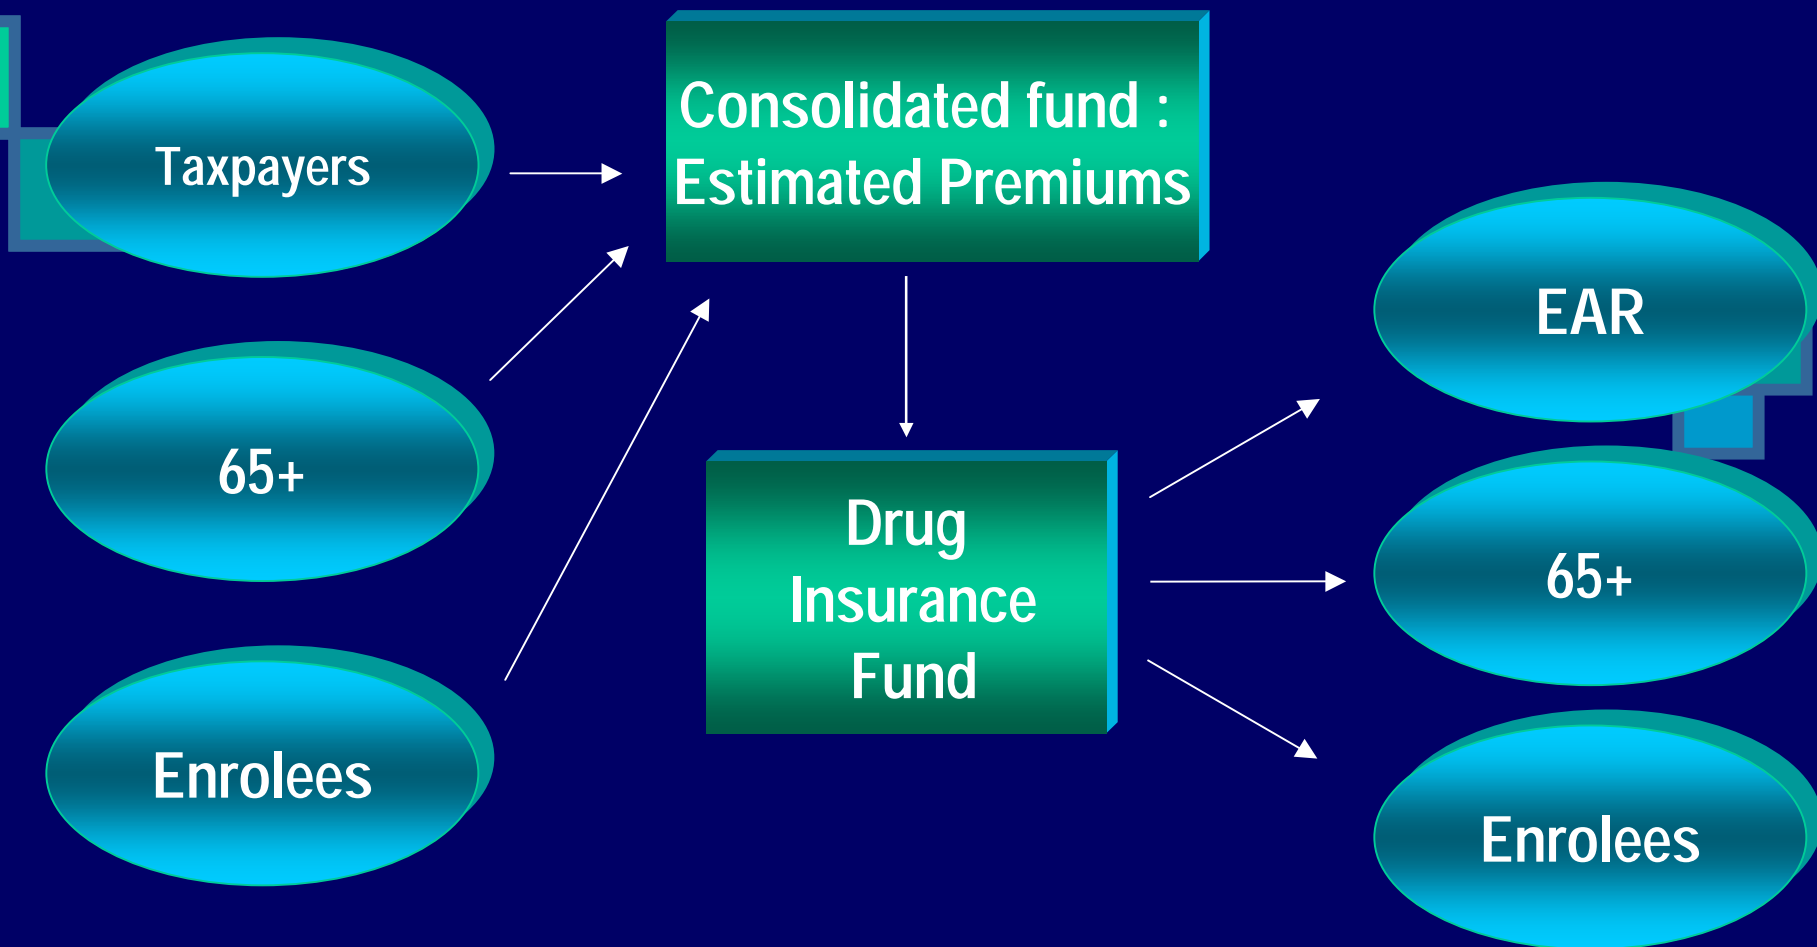 Taxpayers
65+
Enrolees
Consolidated fund :
Estimated Premiums
Drug
Insurance
Fund
EAR
65+
Enrolees